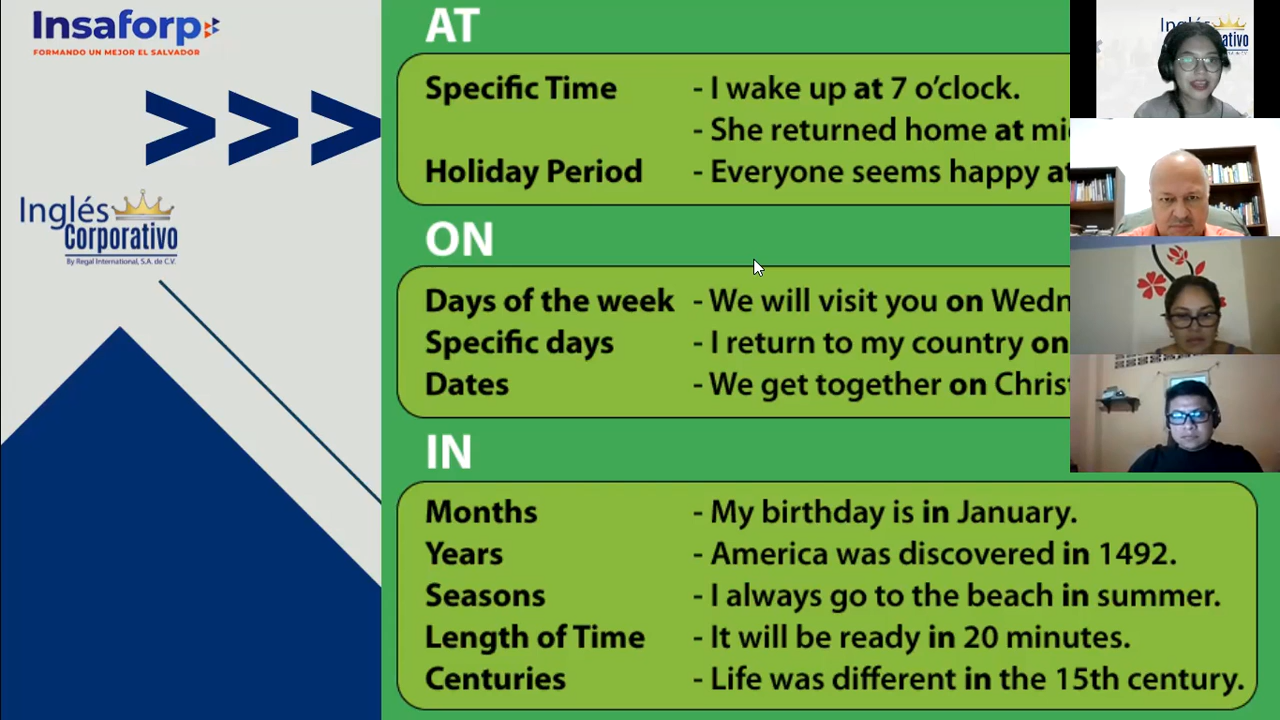 Insaforp
FORMANDO UN MEJOR EL SALVADOR
Inglés
Corporativo
By Regal International, S.A. de C.V.
AT
Specific Time - I wake up at 7 o’clock.
- She returned home at
Holiday Period - Everyone seems happy at
ON
Days of the week - We will visit you on
Specific days - I return to my country on
Dates - We get together on
IN
Months - My birthday is in January.
Years - America was discovered in 1492.
Seasons - I always go to the beach in summer.
Length of Time - It will be ready in 20 minutes.
Centuries - Life was different in the 15th century.